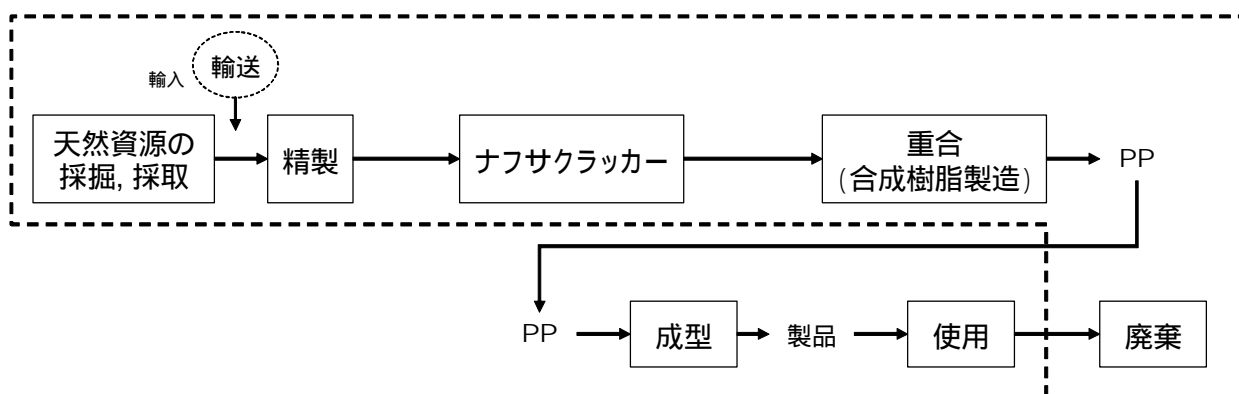 輸送
輸入
天然資源の
採掘, 採取
精製
ナフサクラッカー
重合
(合成樹脂製造)
PP
PP
成型
製品
使用
廃棄